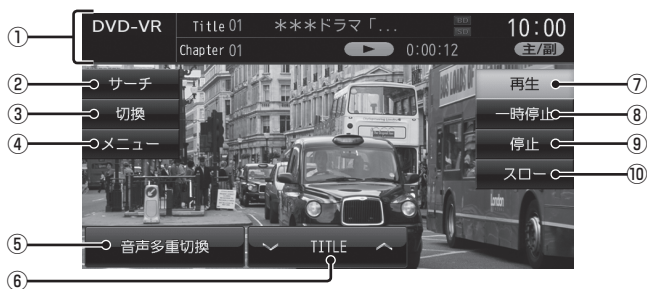 DVD-VR Title 01 ***ドラマ「... 10:00
Chapter 01 0:00:12 主/副
① 
② サーチ 再生 ⑦
③ 切換 一時停止 ⑧
④ メニュー 停止 ⑨
スロー ⑩
⑤ 音声多重切換 TITLE
⑥